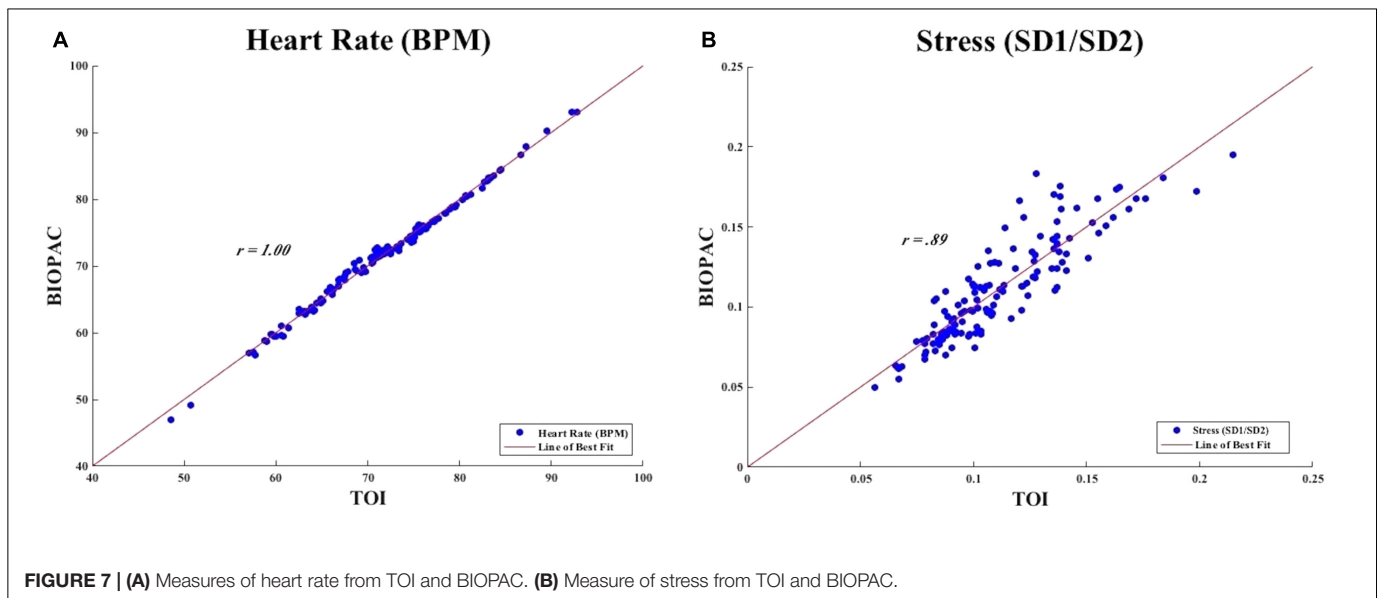 A
Heart Rate (BPM)
100
90
80
70
60
50
40
BIOPAC
r = 1.00
Heart Rate (BPM)
Line of Best Fit
40 50 60 70 80 90 100
TOI
B
Stress (SD1/SD2)
0.25
0.2
0.15
0.1
0.05
0
BIOPAC
r = .89
Stress (SD1/SD2)
Line of Best Fit
0 0.05 0.1 0.15 0.2 0.25
TOI
FIGURE 7 | (A) Measures of heart rate from TOI and BIOPAC. (B) Measure of stress from TOI and BIOPAC.